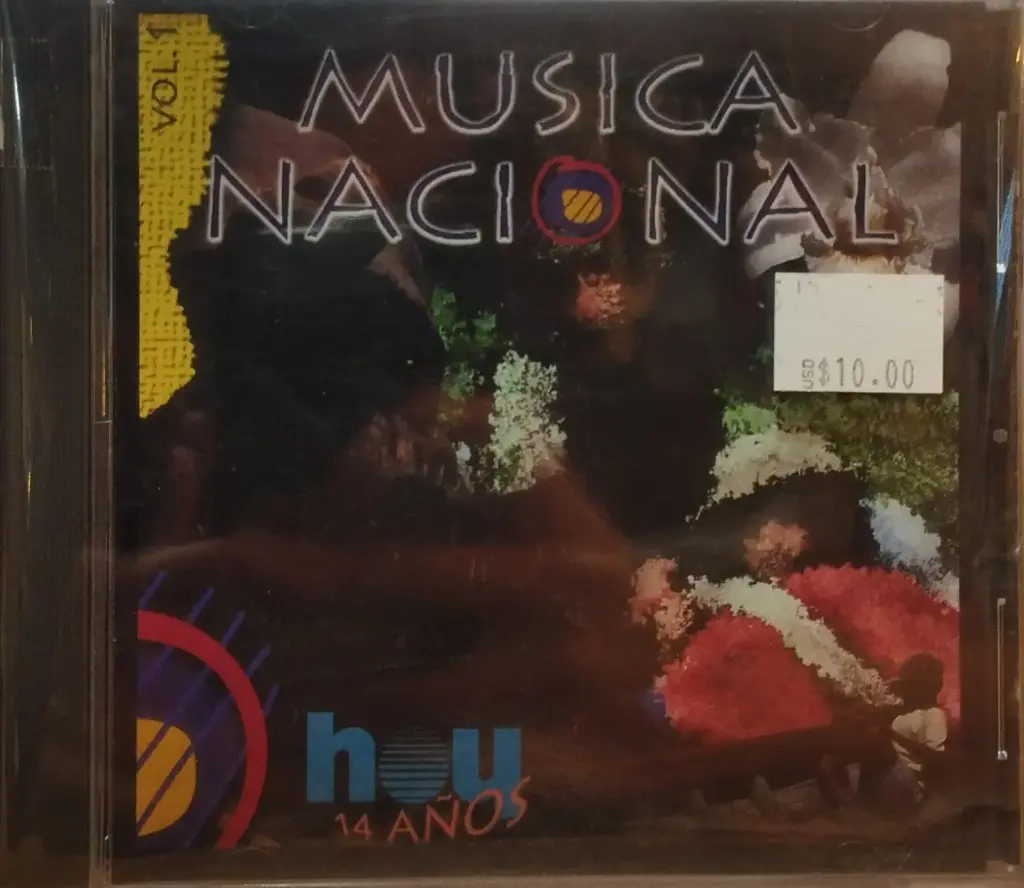 VOL. 1
MUSICA
NACIONAL
USD $10.00
hoy
14 AÑOS